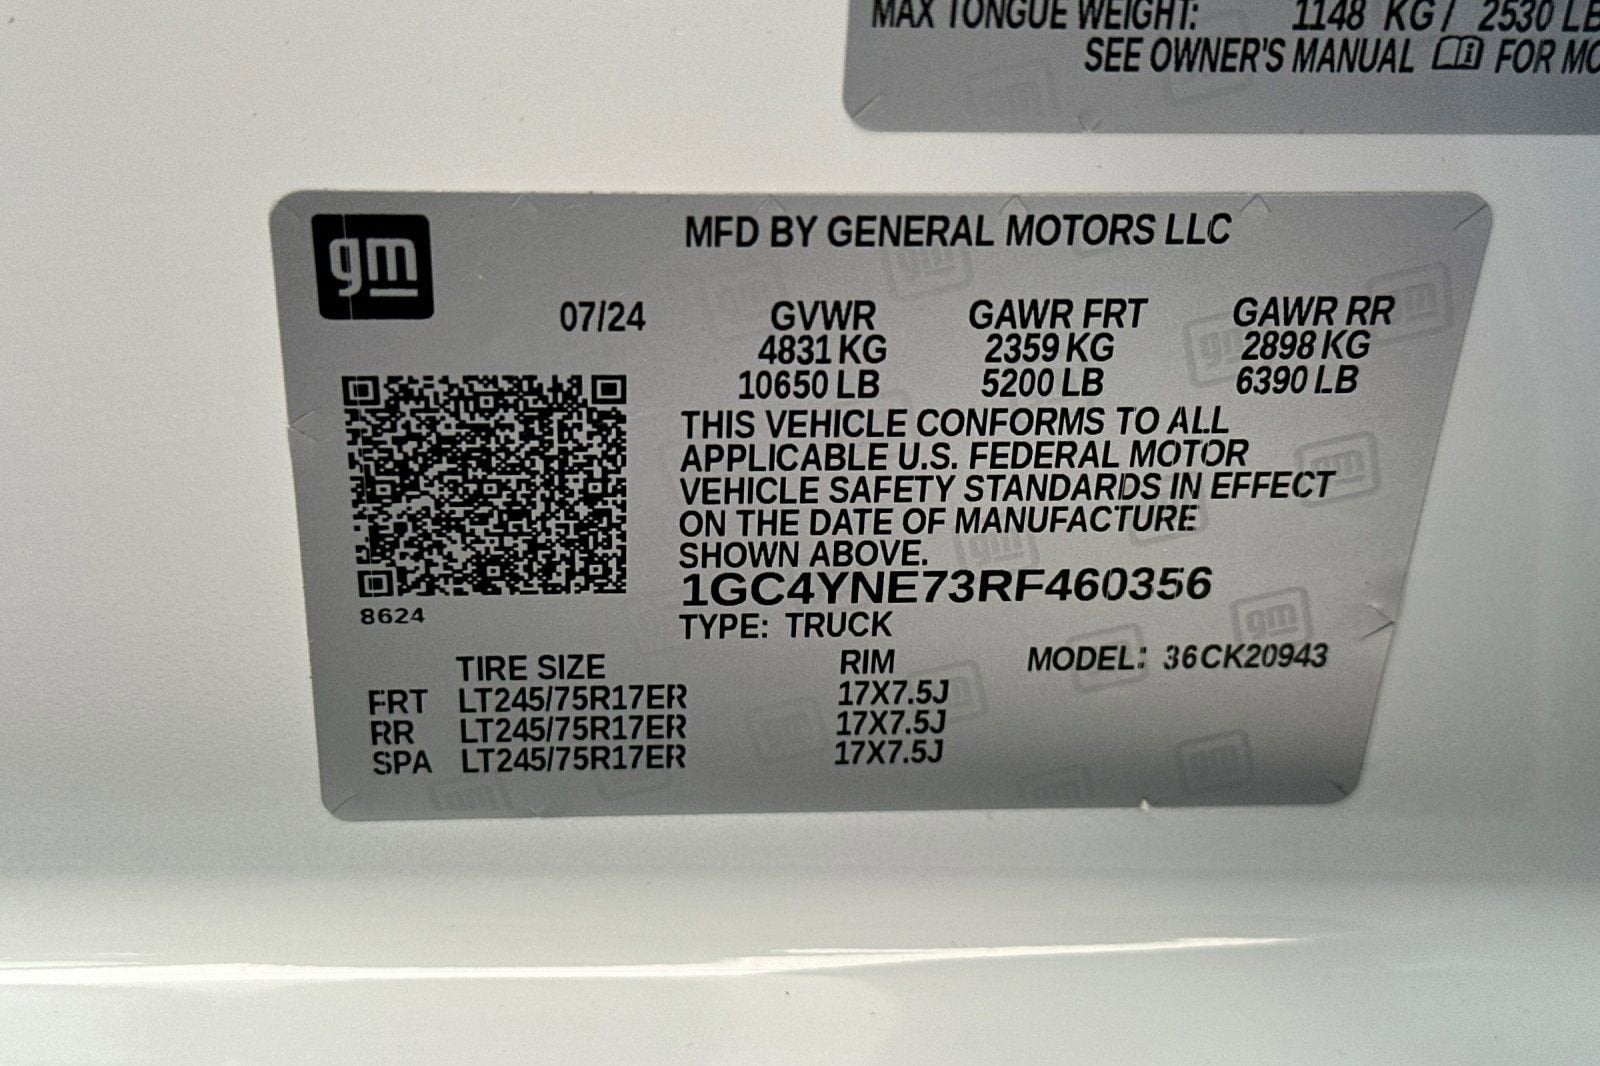 MAX TONGUE WEIGHT: 1148 KG / 2530 LB
SEE OWNER'S MANUAL FOR MO
gm
MFD BY GENERAL MOTORS LLC
07/24 GVWR GAWR FRT GAWR RR
4831 KG 2359 KG 2898 KG
10650 LB 5200 LB 6390 LB
THIS VEHICLE CONFORMS TO ALL
APPLICABLE U.S. FEDERAL MOTOR
VEHICLE SAFETY STANDARDS IN EFFECT
ON THE DATE OF MANUFACTURE
SHOWN ABOVE.
1GC4YNE73RF460356
8624
TYPE: TRUCK
MODEL: 36CK20943
TIRE SIZE RIM
FRT LT245/75R17ER 17X7.5J
RR LT245/75R17ER 17X7.5J
SPA LT245/75R17ER 17X7.5J